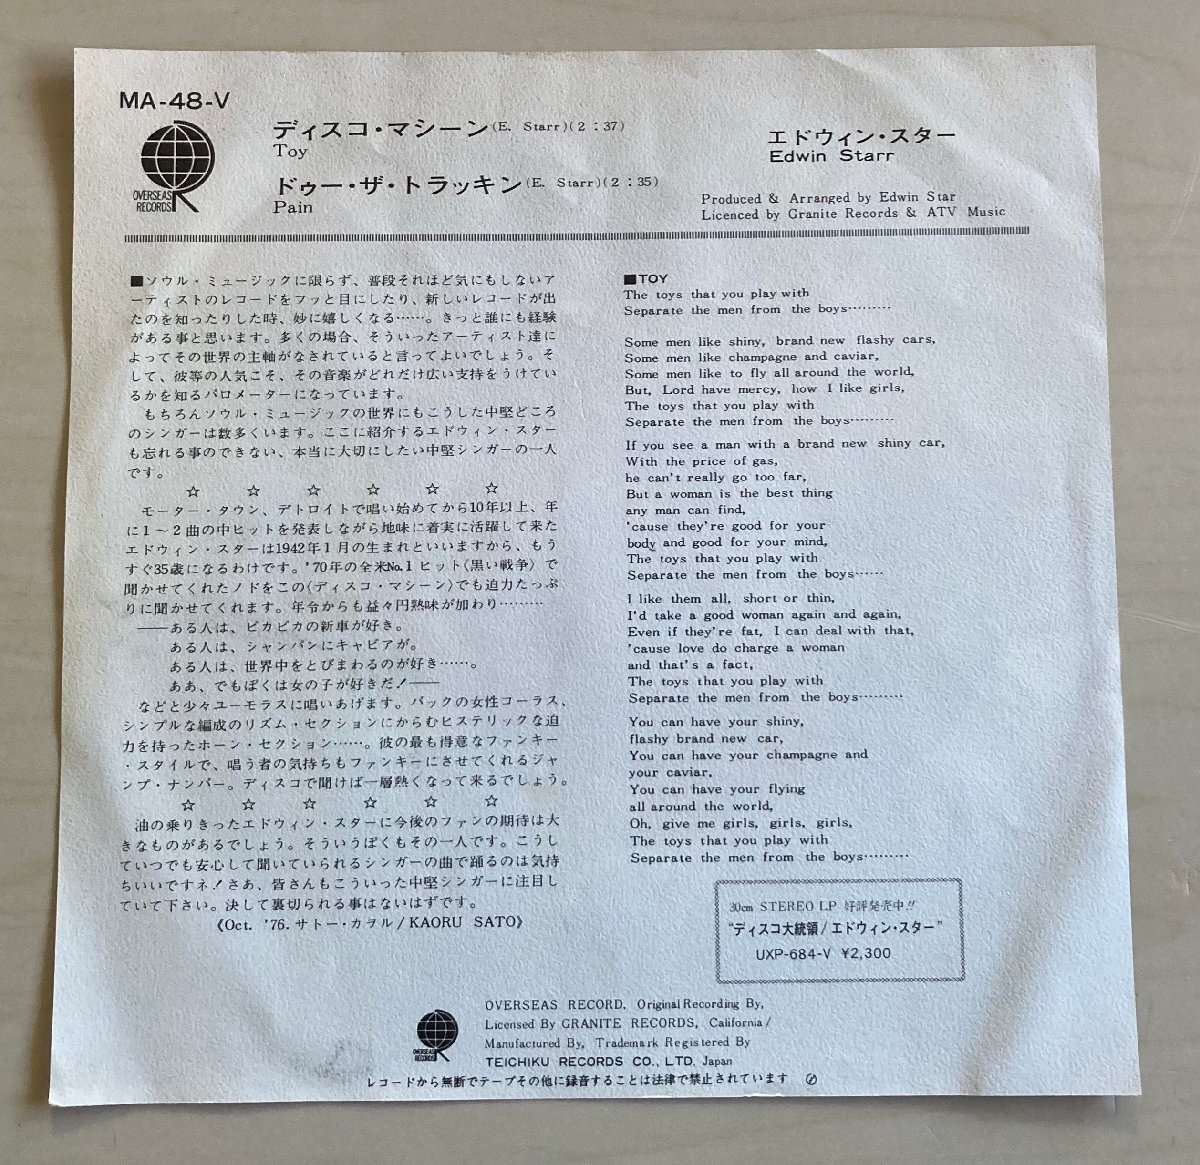 MA-48-V
OVERSEAS
RECORDS
ディスコ・マシーン(E. Starr)(2:37)
Toy
ドゥー・ザ・トラッキン(E. Starr)(2:35)
Pain
エドウィン・スター
Edwin Starr
Produced & Arranged by Edwin Star
Licenced by Granite Records & ATV Music
■ソウル・ミュージックに限らず、普段それほど気にもしないア
ーティストのレコードをフッと目にしたり、新しいレコードが出
たのを知ったりした時、妙に嬉しくなる……。きっと誰にも経験
がある事と思います。多くの場合、そういったアーティスト達に
よってその世界の主軸がなされていると言ってよいでしょう。そ
して、彼等の人気こそ、その音楽がどれだけ広い支持をうけてい
るかを知るバロメーターになっています。
もちろんソウル・ミュージックの世界にもこうした中堅どころ
のシンガーは数多くいます。ここに紹介するエドウィン・スター
も忘れる事のできない、本当に大切にしたい中堅シンガーの一人
です。
☆ ☆ ☆ ☆ ☆ ☆
モーター・タウン、デトロイトで唱い始めてから10年以上、年
に1〜2曲の中ヒットを発表しながら地味に着実に活躍して来た
エドウィン・スターは1942年1月の生まれといいますから、もう
すぐ35歳になるわけです。'70年の全米No.1ヒット〈黒い戦争〉で
聞かせてくれたノドをこの〈ディスコ・マシーン〉でも迫力たっぷ
りに聞かせてくれます。年令からも益々円熟味が加わり………
――ある人は、ピカピカの新車が好き。
ある人は、シャンパンにキャビアが。
ある人は、世界中をとびまわるのが好き……。
ああ、でもぼくは女の子が好きだ!――
などと少々ユーモラスに唱いあげます。バックの女性コーラス、
シンプルな編成のリズム・セクションにからむヒステリックな迫
力を持ったホーン・セクション……。彼の最も得意なファンキー
・スタイルで、唱う者の気持ちもファンキーにさせてくれるジャ
ンプ・ナンバー。ディスコで聞けば一層熱くなって来るでしょう。
☆ ☆ ☆ ☆ ☆ ☆
油の乗りきったエドウィン・スターに今後のファンの期待は大
きなものがあるでしょう。そういうぼくもその一人です。こうし
ていつでも安心して聞いていられるシンガーの曲で踊るのは気持
ちいいですネ!さあ、皆さんもこういった中堅シンガーに注目し
ていて下さい。決して裏切られる事はないはずです。
《Oct. '76. サトー・カヲル/KAORU SATO》
■TOY
The toys that you play with
Separate the men from the boys………
Some men like shiny, brand new flashy cars,
Some men like champagne and caviar,
Some men like to fly all around the world,
But, Lord have mercy, how I like girls,
The toys that you play with
Separate the men from the boys………
If you see a man with a brand new shiny car,
With the price of gas,
he can't really go too far,
But a woman is the best thing
any man can find,
'cause they're good for your
body and good for your mind,
The toys that you play with
Separate the men from the boys……
I like them all, short or thin,
I'd take a good woman again and again,
Even if they're fat, I can deal with that,
'cause love do charge a woman
and that's a fact,
The toys that you play with
Separate the men from the boys………
You can have your shiny,
flashy brand new car,
You can have your champagne and
your caviar,
You can have your flying
all around the world,
Oh, give me girls, girls, girls,
The toys that you play with
Separate the men from the boys………
30cm STEREO LP 好評発売中!!
"ディスコ大統領/エドウィン・スター"
UXP-684-V ¥2,300
OVERSEAS
RECORDS
OVERSEAS RECORD. Original Recording By,
Licensed By GRANITE RECORDS, California/
Manufactured By, Trademark Registered By
TEICHIKU RECORDS CO., LTD. Japan
レコードから無断でテープその他に録音することは法律で禁止されています